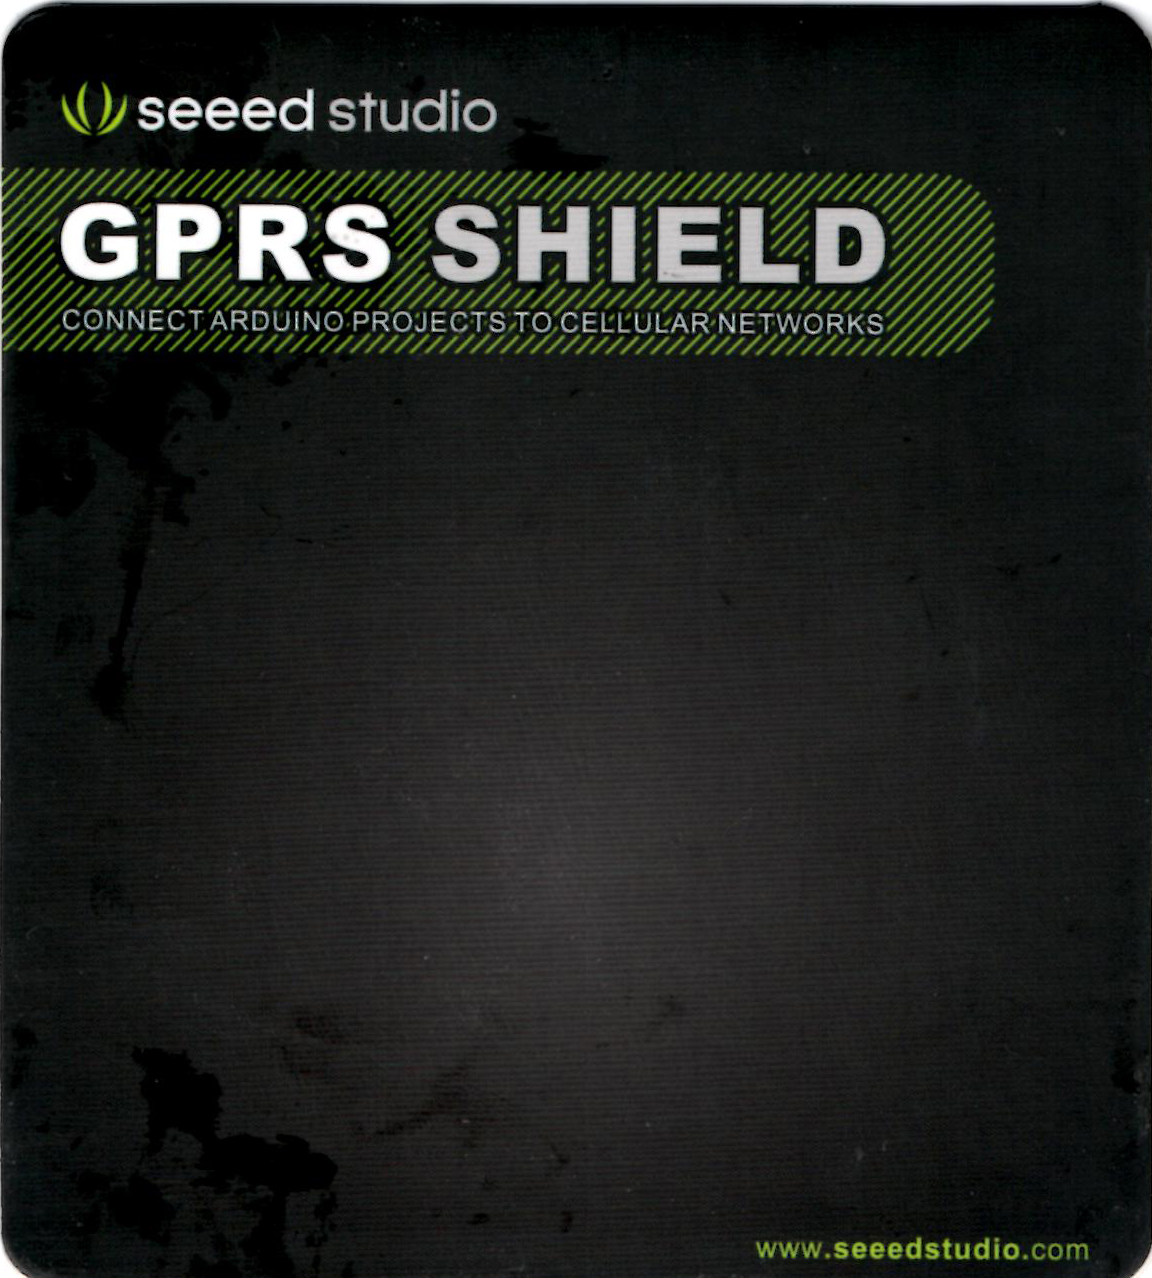 seeed studio
GPRS SHIELD
CONNECT ARDUINO PROJECTS TO CELLULAR NETWORKS
www.seeedstudio.com